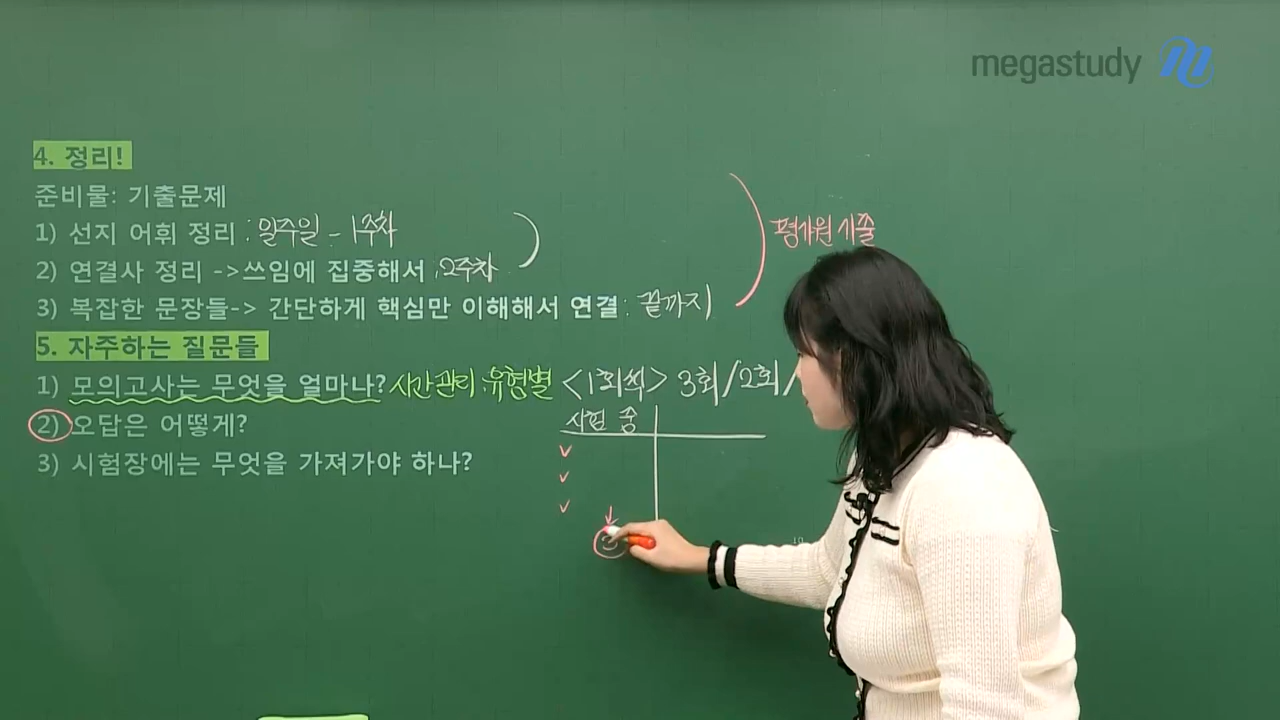 megastudy
4. 정리!
준비물: 기출문제
1) 선지 어휘 정리 : 일주일 - 1주차
2) 연결사 정리 ->쓰임에 집중해서 2주차
3) 복잡한 문장들-> 간단하게 핵심만 이해해서 연결 : 끝까지
평가원 기출
5. 자주하는 질문들
1) 모의고사는 무엇을 얼마나? 시간관리, 유형별 <1회씩> 3회/2회/
시험 중
2) 오답은 어떻게?
3) 시험장에는 무엇을 가져가야 하나?